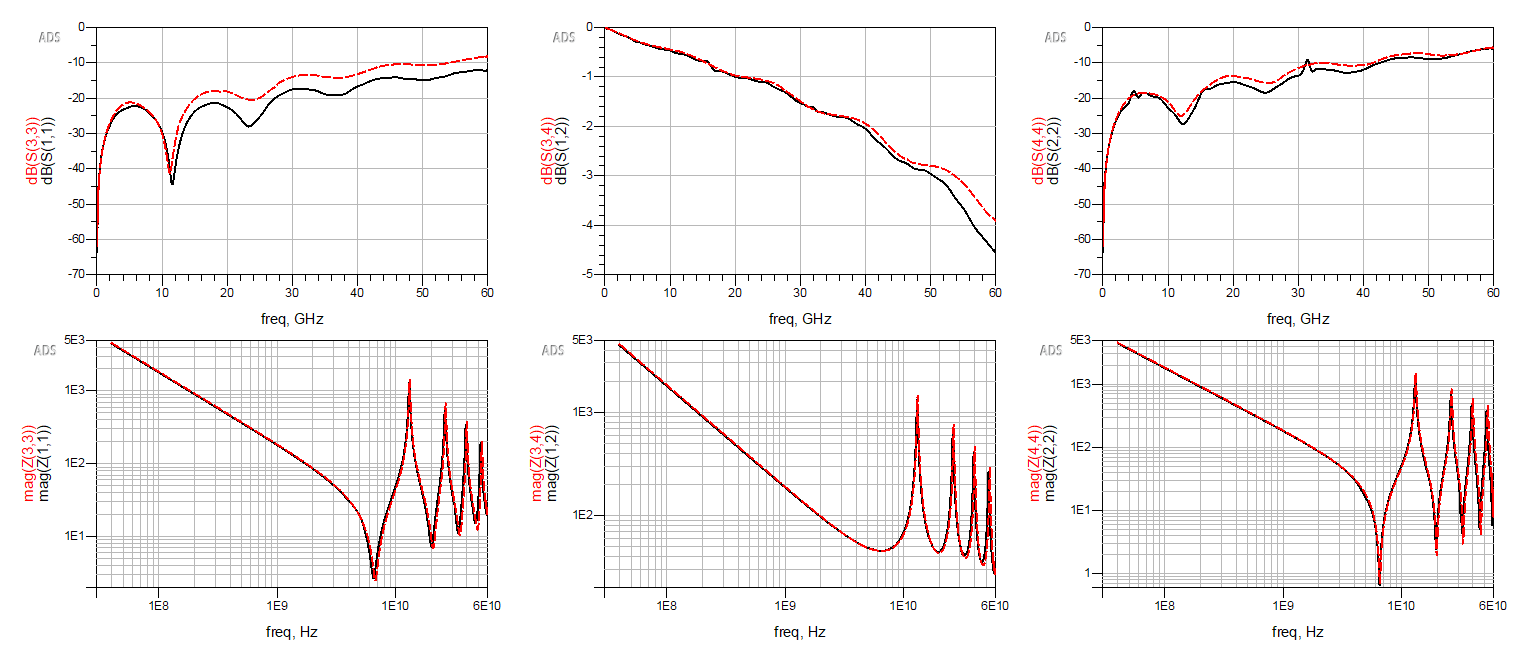 ADS
dB(S(3,3))
dB(S(1,1))
0
-10
-20
-30
-40
-50
-60
-70
0 10 20 30 40 50 60
freq, GHz
ADS
dB(S(3,4))
dB(S(1,2))
0
-1
-2
-3
-4
-5
0 10 20 30 40 50 60
freq, GHz
ADS
dB(S(4,4))
dB(S(2,2))
0
-10
-20
-30
-40
-50
-60
-70
0 10 20 30 40 50 60
freq, GHz
ADS
mag(Z(3,3))
mag(Z(1,1))
5E3
1E3
1E2
1E1
1E8 1E9 1E10 6E10
freq, Hz
ADS
mag(Z(3,4))
mag(Z(1,2))
5E3
1E3
1E2
1E8 1E9 1E10 6E10
freq, Hz
ADS
mag(Z(4,4))
mag(Z(2,2))
5E3
1E3
1E2
1E1
1
1E8 1E9 1E10 6E10
freq, Hz